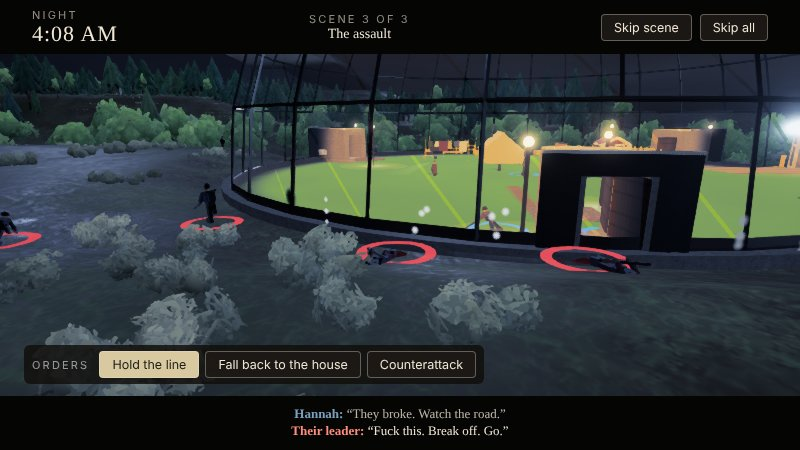 NIGHT
4:08 AM
SCENE 3 OF 3
The assault
Skip scene
Skip all
ORDERS
Hold the line
Fall back to the house
Counterattack
Hannah: “They broke. Watch the road.”
Their leader: “Fuck this. Break off. Go.”